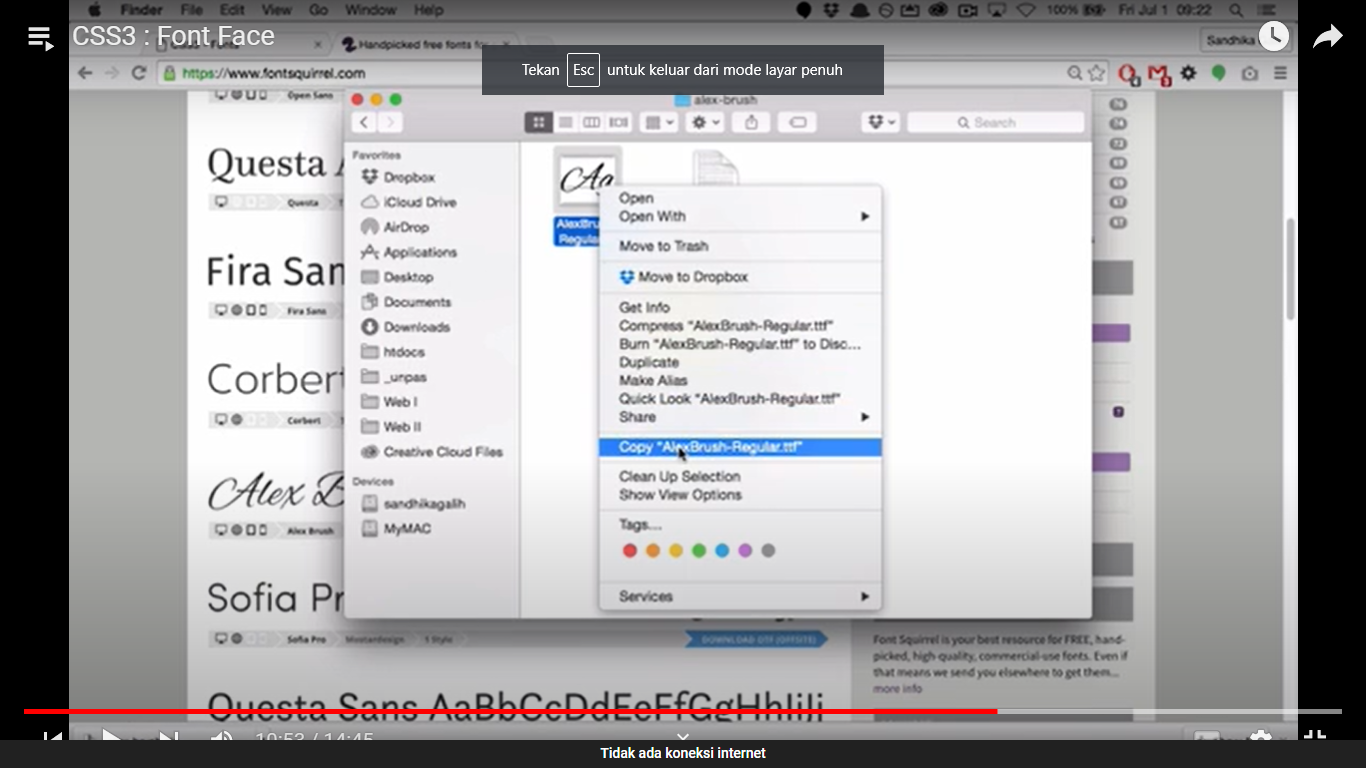 Finder File Edit View Go Window Help
100%
Fri Jul 1 09:22
CSS3 : Font Face
Handpicked free fonts for
Sandhika
Tekan Esc untuk keluar dari mode layar penuh
https://www.fontsquirrel.com
alex-brush
Search
Open Sans
Questa A
Questa
Fira San
Fira Sans
Corbert
Corbert
Alex B
Alex Brush
Sofia Pr
Sofia Pro
Mostardesign
1 Style
DOWNLOAD OTF (OFFSITE)
Questa Sans AaBbCcDdEeFfGgHhIiJj
Favorites
Dropbox
iCloud Drive
AirDrop
Applications
Desktop
Documents
Downloads
htdocs
_unpas
Web I
Web II
Creative Cloud Files
Devices
sandhikagalih
MyMAC
Aa
AlexBru
Regular
Open
Open With
Move to Trash
Move to Dropbox
Get Info
Compress "AlexBrush-Regular.ttf"
Burn "AlexBrush-Regular.ttf" to Disc...
Duplicate
Make Alias
Quick Look "AlexBrush-Regular.ttf"
Share
Copy "AlexBrush-Regular.ttf"
Clean Up Selection
Show View Options
Tags...
Services
Font Squirrel is your best resource for FREE, hand-
picked, high-quality, commercial-use fonts. Even if
that means we send you elsewhere to get them...
more info
10:53 / 14:45
Tidak ada koneksi internet